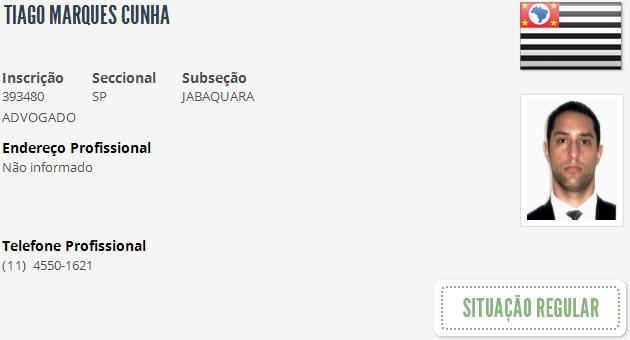 TIAGO MARQUES CUNHA
Inscrição Seccional Subseção
393480 SP JABAQUARA
ADVOGADO
Endereço Profissional
Não informado
Telefone Profissional
(11) 4550-1621
SITUAÇÃO REGULAR